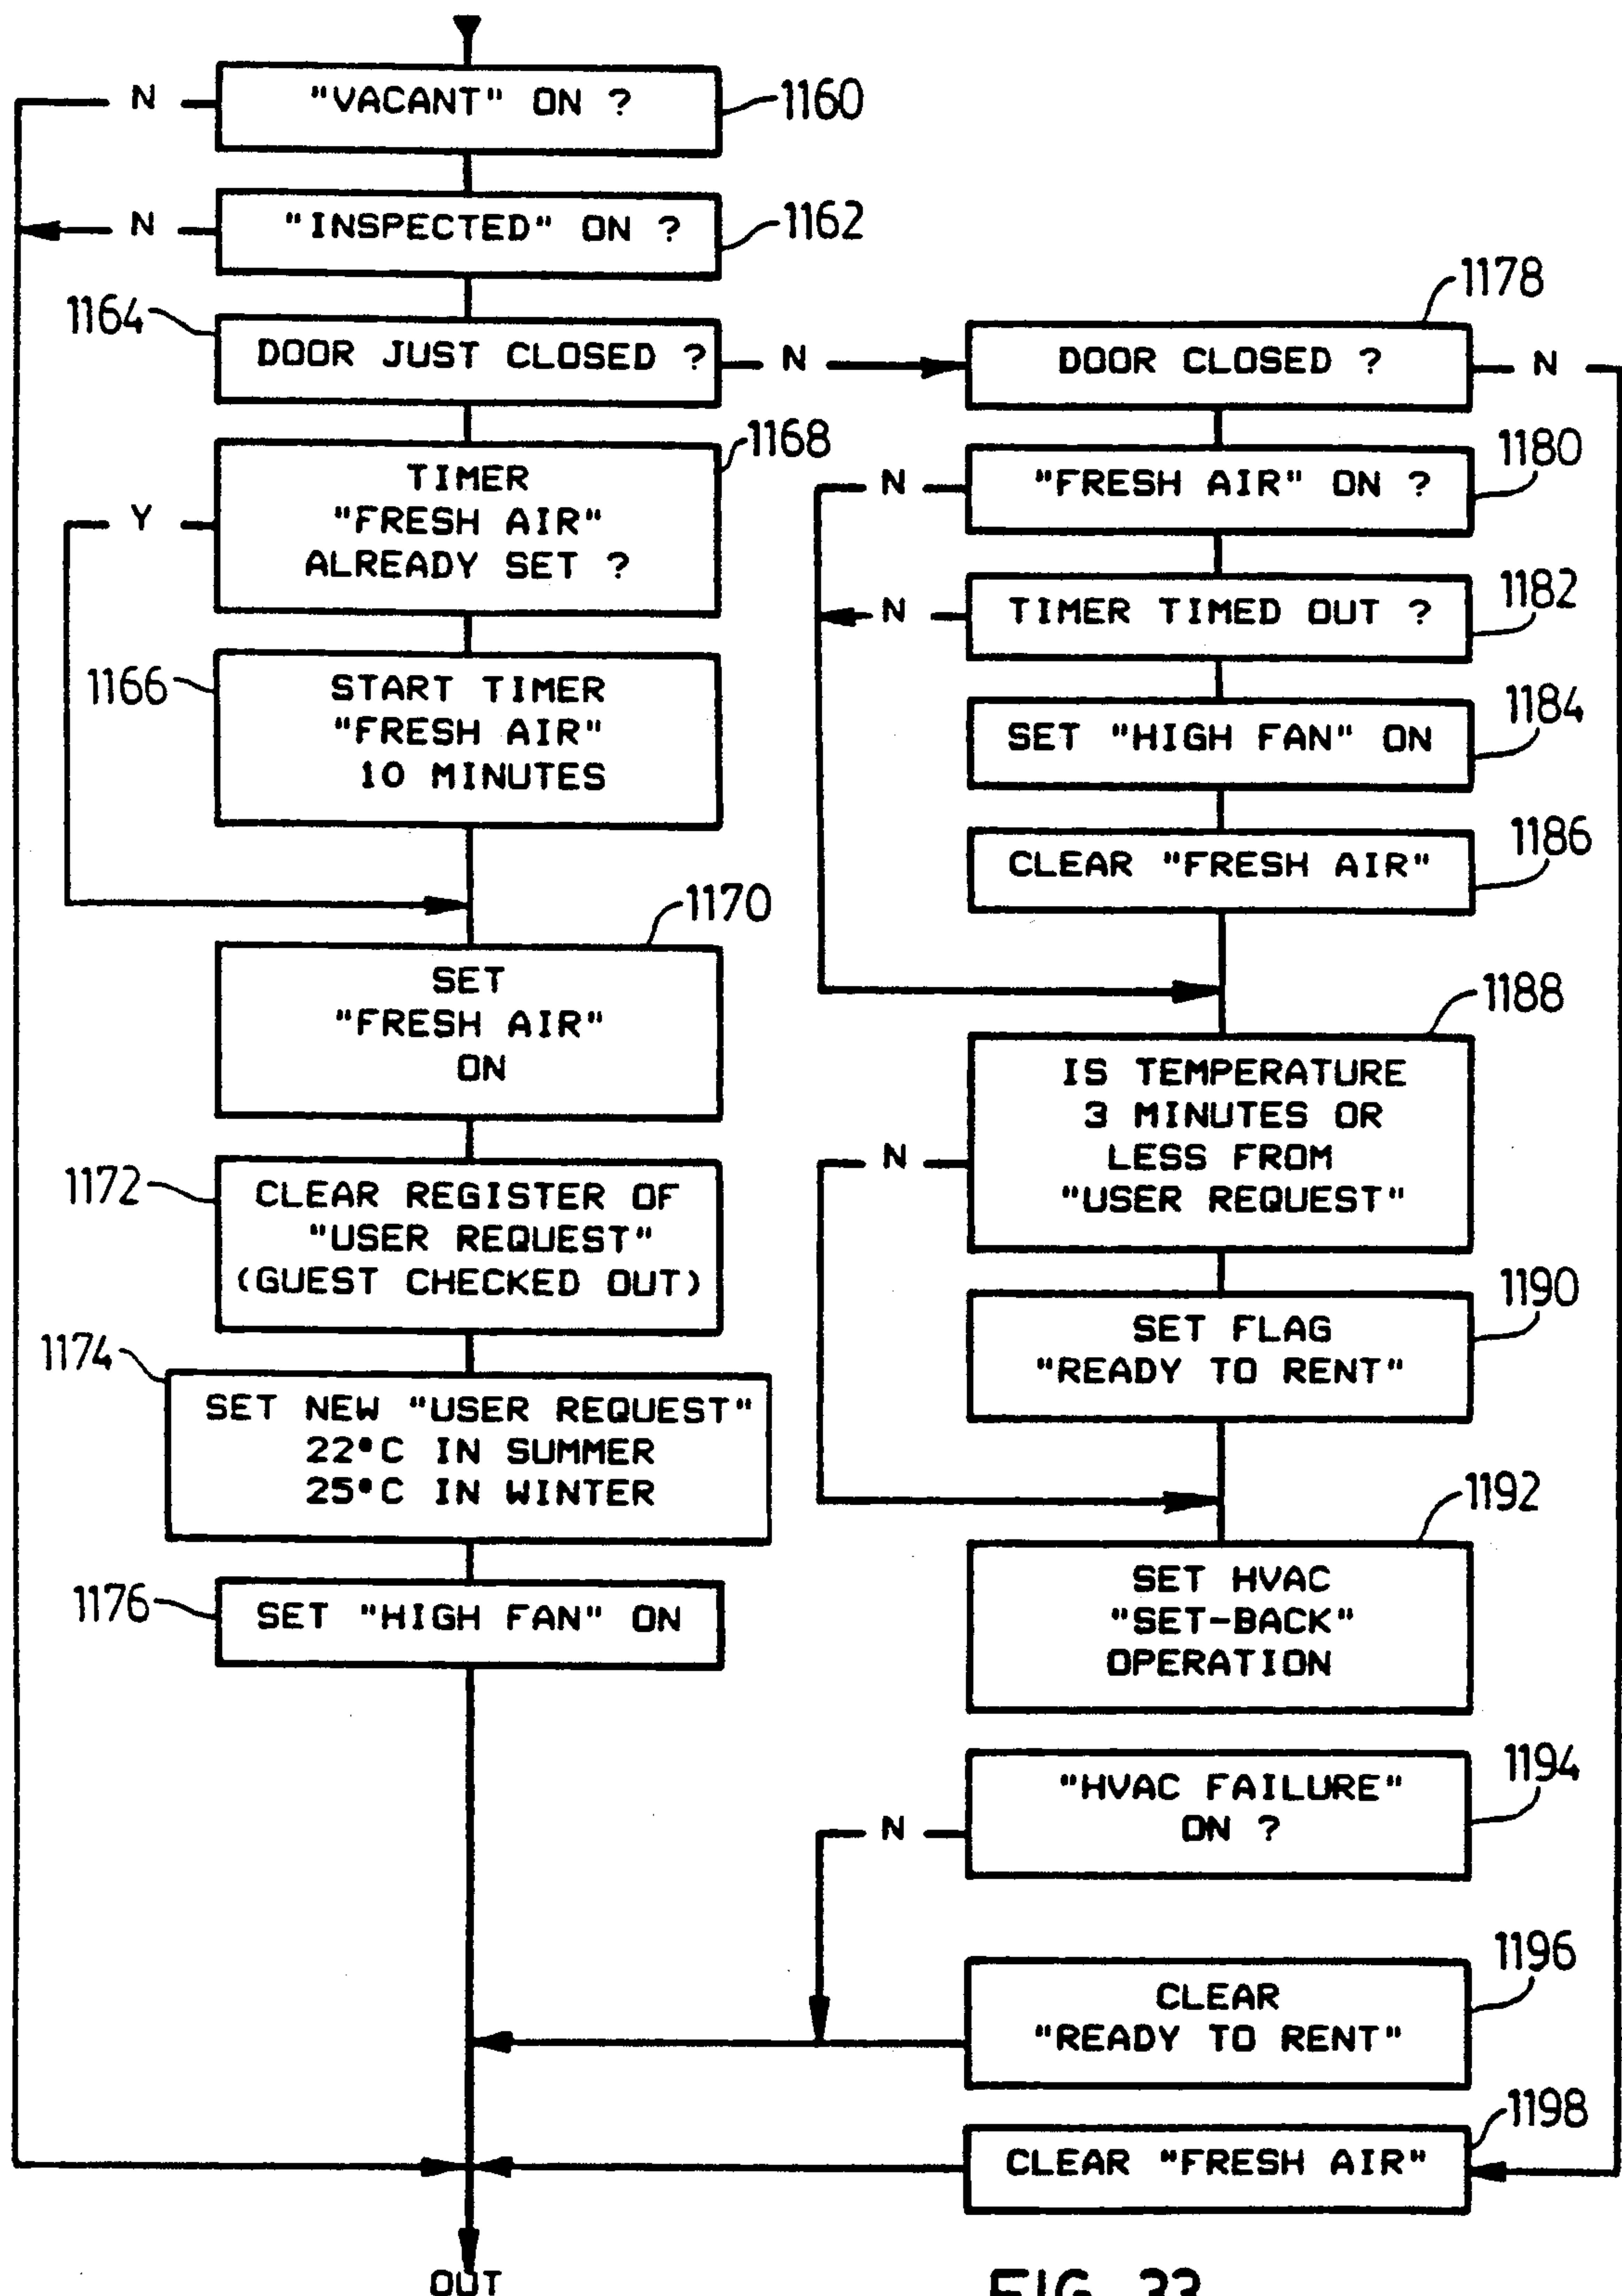 N
"VACANT" ON ?
1160
N
"INSPECTED" ON ?
1162
1164
DOOR JUST CLOSED ?
N
1178
DOOR CLOSED ?
N
1168
TIMER
"FRESH AIR"
ALREADY SET ?
Y
1180
N
"FRESH AIR" ON ?
1182
N
TIMER TIMED OUT ?
1166
START TIMER
"FRESH AIR"
10 MINUTES
1184
SET "HIGH FAN" ON
1186
CLEAR "FRESH AIR"
1170
SET
"FRESH AIR"
ON
1188
IS TEMPERATURE
3 MINUTES OR
LESS FROM
"USER REQUEST"
N
1172
CLEAR REGISTER OF
"USER REQUEST"
(GUEST CHECKED OUT)
1190
SET FLAG
"READY TO RENT"
1174
SET NEW "USER REQUEST"
22°C IN SUMMER
25°C IN WINTER
1192
SET HVAC
"SET-BACK"
OPERATION
1176
SET "HIGH FAN" ON
1194
"HVAC FAILURE"
ON ?
N
1196
CLEAR
"READY TO RENT"
1198
CLEAR "FRESH AIR"
OUT
FIG. 33